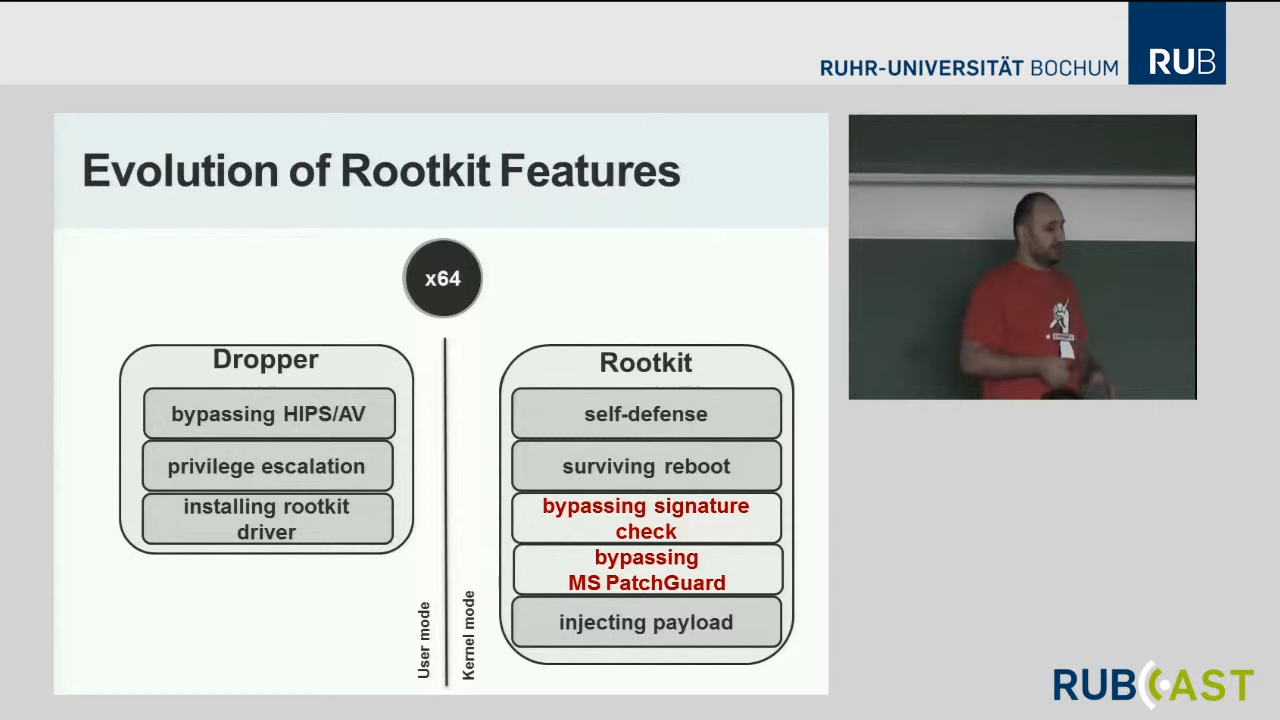 RUHR-UNIVERSITÄT BOCHUM
RUB
Evolution of Rootkit Features
x64
Dropper
bypassing HIPS/AV
privilege escalation
installing rootkit
driver
User mode
Kernel mode
Rootkit
self-defense
surviving reboot
bypassing signature
check
bypassing
MS PatchGuard
injecting payload
RUBCAST